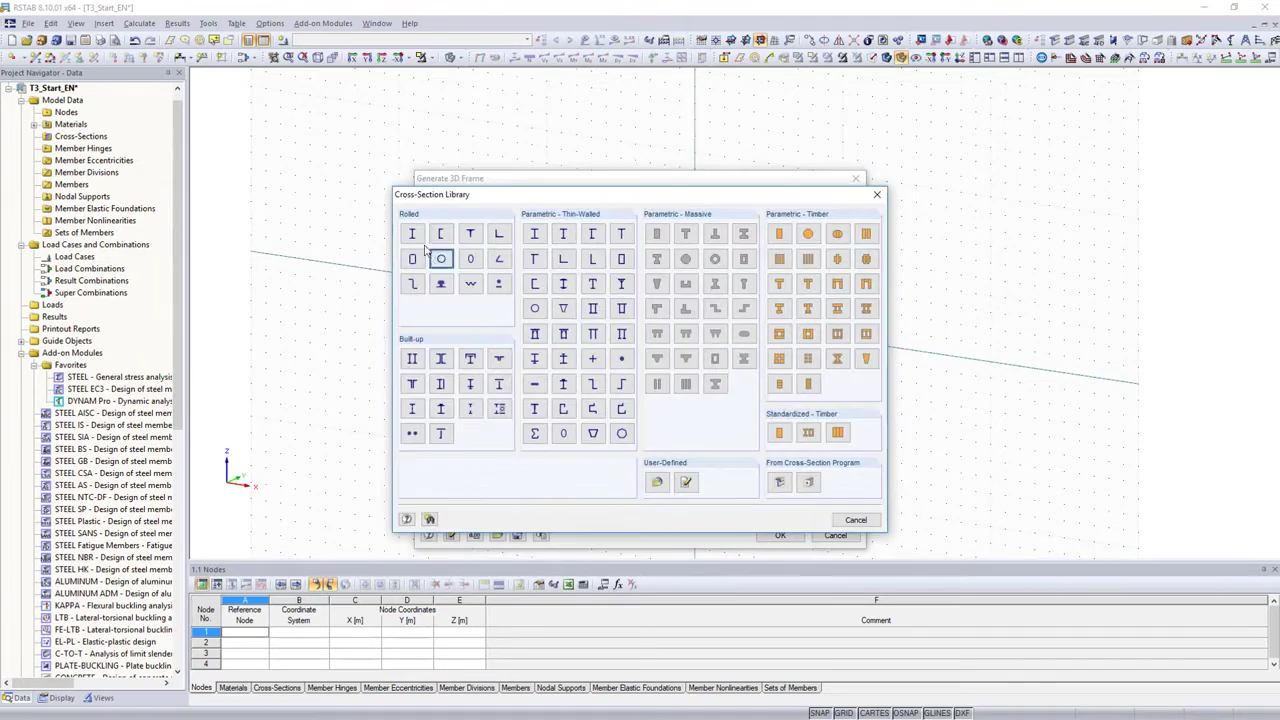 RSTAB 8.10.01 x64 - [T3_Start_EN*]
File Edit View Insert Calculate Results Tools Table Options Add-on Modules Window Help
Project Navigator - Data
T3_Start_EN*
Model Data
Nodes
Materials
Cross-Sections
Member Hinges
Member Eccentricities
Member Divisions
Members
Nodal Supports
Member Elastic Foundations
Member Nonlinearities
Sets of Members
Load Cases and Combinations
Load Cases
Load Combinations
Result Combinations
Super Combinations
Loads
Results
Printout Reports
Guide Objects
Add-on Modules
Favorites
STEEL - General stress analysis
STEEL EC3 - Design of steel mem
DYNAM Pro - Dynamic analys
STEEL AISC - Design of steel mem
STEEL IS - Design of steel memb
STEEL SIA - Design of steel mem
STEEL BS - Design of steel mem
STEEL GB - Design of steel mem
STEEL CSA - Design of steel mem
STEEL AS - Design of steel mem
STEEL NTC-DF - Design of steel
STEEL SP - Design of steel mem
STEEL Plastic - Design of steel m
STEEL SANS - Design of steel me
STEEL Fatigue Members - Fatigue
STEEL NBR - Design of steel me
STEEL HK - Design of steel mem
ALUMINUM - Design of aluminu
ALUMINUM ADM - Design of alu
KAPPA - Flexural buckling analys
LTB - Lateral-torsional buckling
FE-LTB - Lateral-torsional bucklin
EL-PL - Elastic-plastic design
C-TO-T - Analysis of limit slender
PLATE-BUCKLING - Plate bucklin
Data Display Views
Generate 3D Frame
Cross-Section Library
Rolled
Parametric - Thin-Walled
Parametric - Massive
Parametric - Timber
Built-up
Standardized - Timber
User-Defined
From Cross-Section Program
Cancel
OK Cancel
Z
Y
X
1.1 Nodes
A B C D E F
Node Reference Coordinate Node Coordinates
No. Node System X [m] Y [m] Z [m] Comment
1
2
3
4
Nodes Materials Cross-Sections Member Hinges Member Eccentricities Member Divisions Members Nodal Supports Member Elastic Foundations Member Nonlinearities Sets of Members
SNAP GRID CARTES OSNAP GLINES DXF